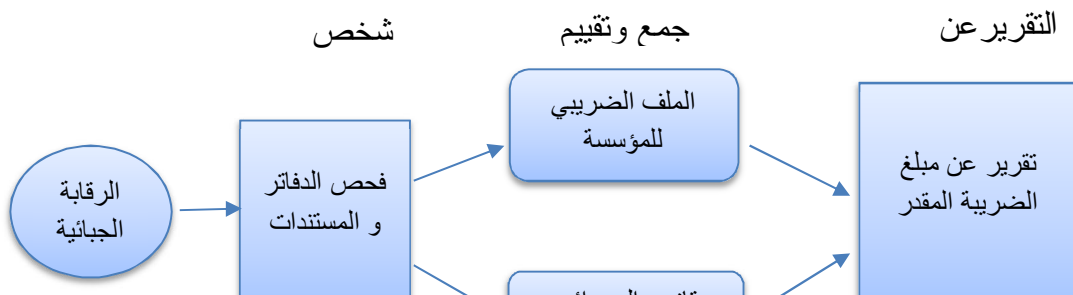 التقرير عن
جمع وتقييم
شخص
تقرير عن مبلغ
الضريبة المقدر
الملف الضريبي
للمؤسسة
فحص الدفاتر
و المستندات
الرقابة
الجبائية